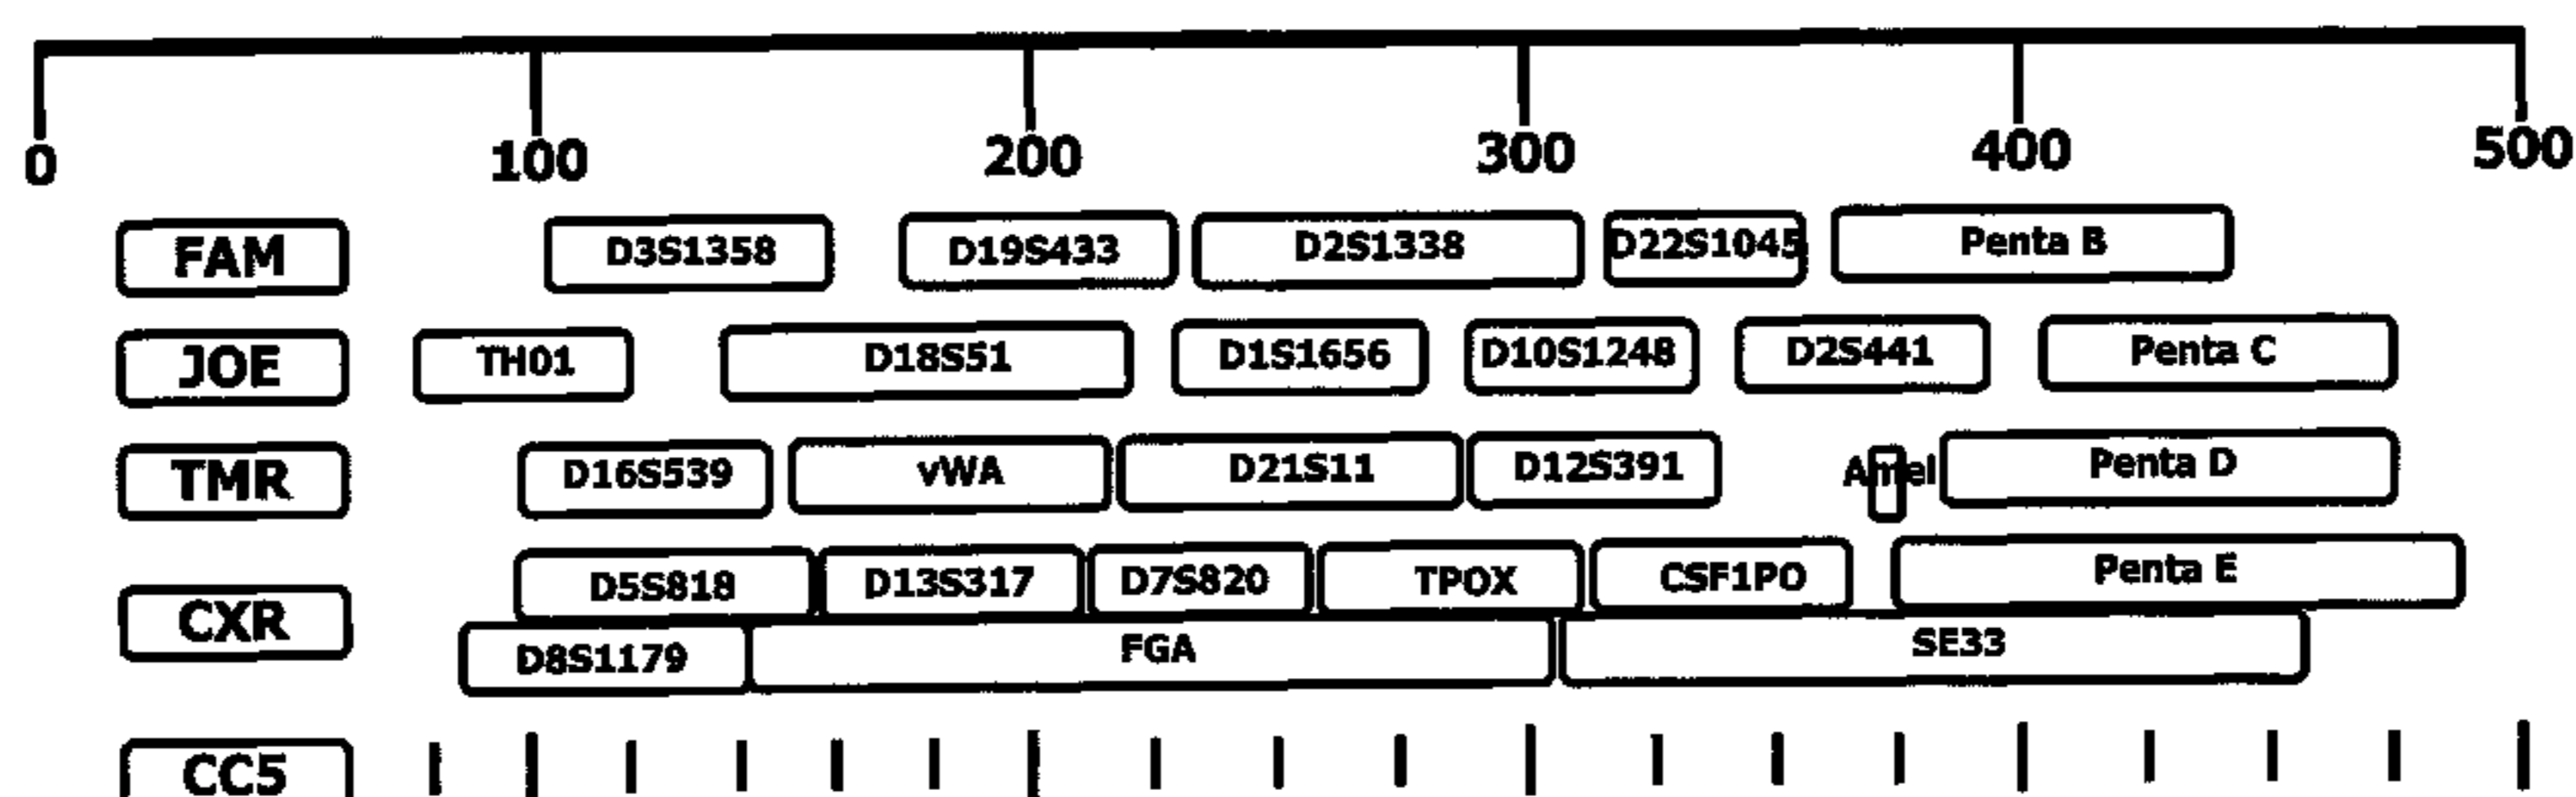 0 100 200 300 400 500
FAM D3S1358 D19S433 D2S1338 D22S1045 Penta B
JOE TH01 D18S51 D1S1656 D10S1248 D2S441 Penta C
TMR D16S539 vWA D21S11 D12S391 Amel Penta D
D5S818 D13S317 D7S820 TPOX CSF1PO Penta E
CXR
D8S1179 FGA SE33
CC5